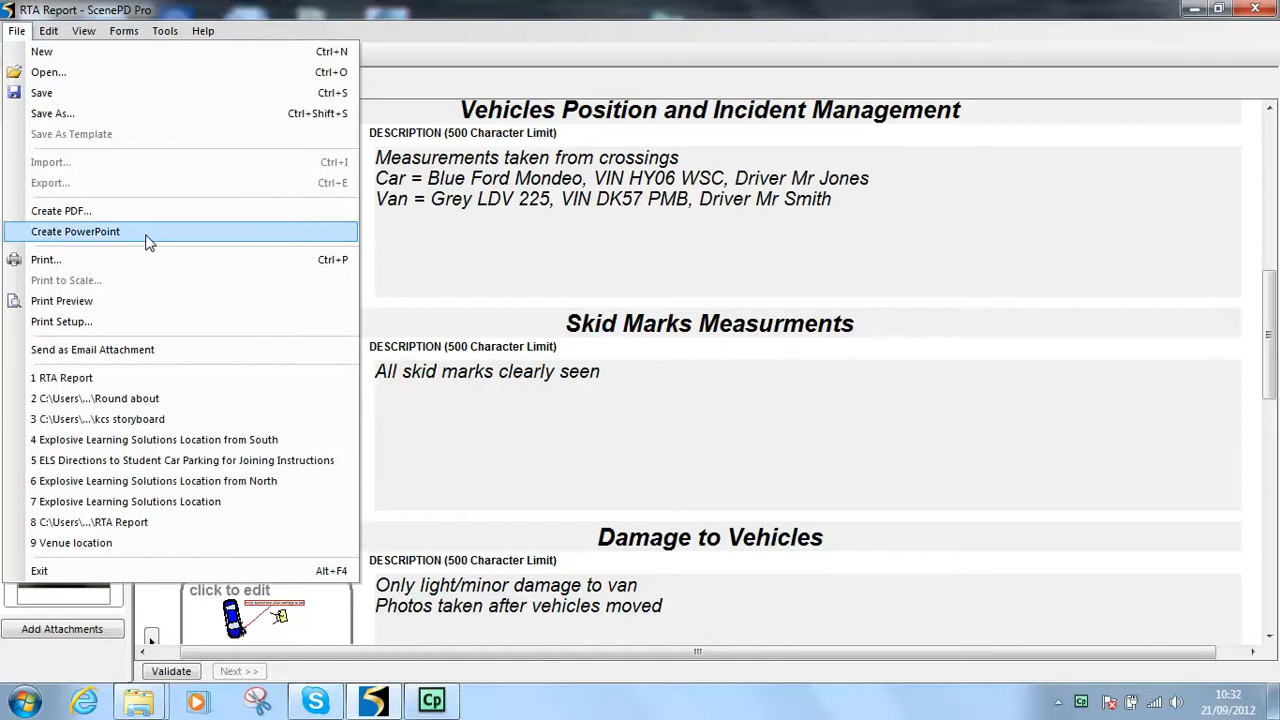 RTA Report - ScenePD Pro
File Edit View Forms Tools Help
New Ctrl+N
Open... Ctrl+O
Save Ctrl+S
Save As... Ctrl+Shift+S
Save As Template
Import... Ctrl+I
Export... Ctrl+E
Create PDF...
Create PowerPoint
Print... Ctrl+P
Print to Scale...
Print Preview
Print Setup...
Send as Email Attachment
1 RTA Report
2 C:\Users\...\Round about
3 C:\Users\...\kcs storyboard
4 Explosive Learning Solutions Location from South
5 ELS Directions to Student Car Parking for Joining Instructions
6 Explosive Learning Solutions Location from North
7 Explosive Learning Solutions Location
8 C:\Users\...\RTA Report
9 Venue location
Exit Alt+F4
Vehicles Position and Incident Management
DESCRIPTION (500 Character Limit)
Measurements taken from crossings
Car = Blue Ford Mondeo, VIN HY06 WSC, Driver Mr Jones
Van = Grey LDV 225, VIN DK57 PMB, Driver Mr Smith
Skid Marks Measurments
DESCRIPTION (500 Character Limit)
All skid marks clearly seen
Damage to Vehicles
DESCRIPTION (500 Character Limit)
Only light/minor damage to van
Photos taken after vehicles moved
click to edit
Add Attachments
Validate
Next >>
Cp
Cp
10:32
21/09/2012